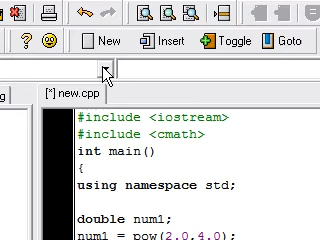 New Insert Toggle Goto
g [*] new.cpp
#include <iostream>
#include <cmath>
int main()
{
using namespace std;
double num1;
num1 = pow(2.0,4.0);